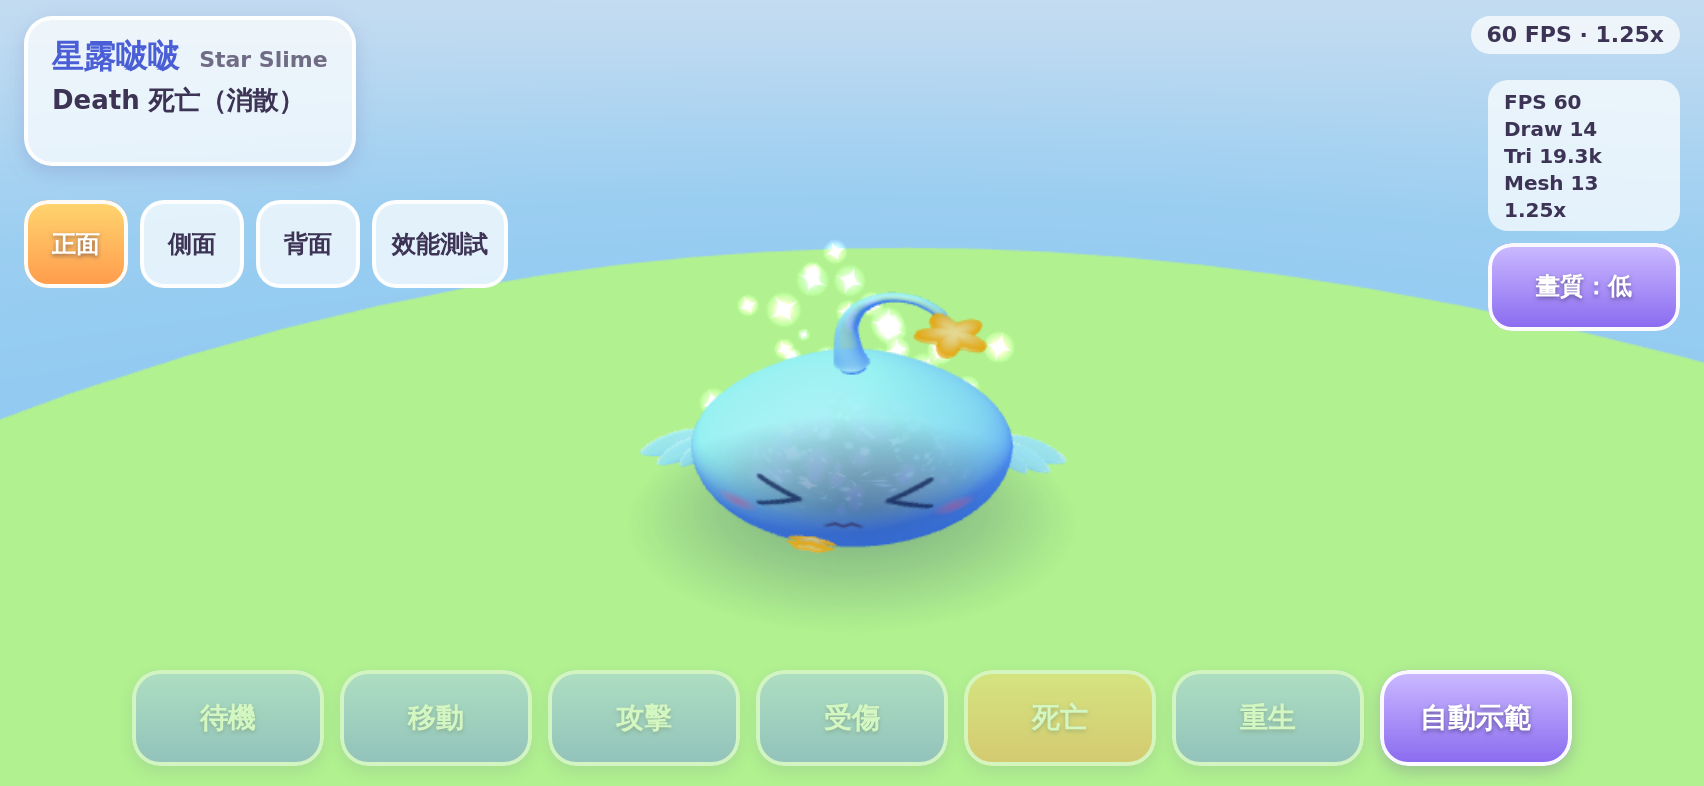 星露啵啵 Star Slime
Death 死亡（消散）
60 FPS · 1.25x
FPS 60
Draw 14
Tri 19.3k
Mesh 13
1.25x
正面
側面
背面
效能測試
畫質：低
待機
移動
攻擊
受傷
死亡
重生
自動示範